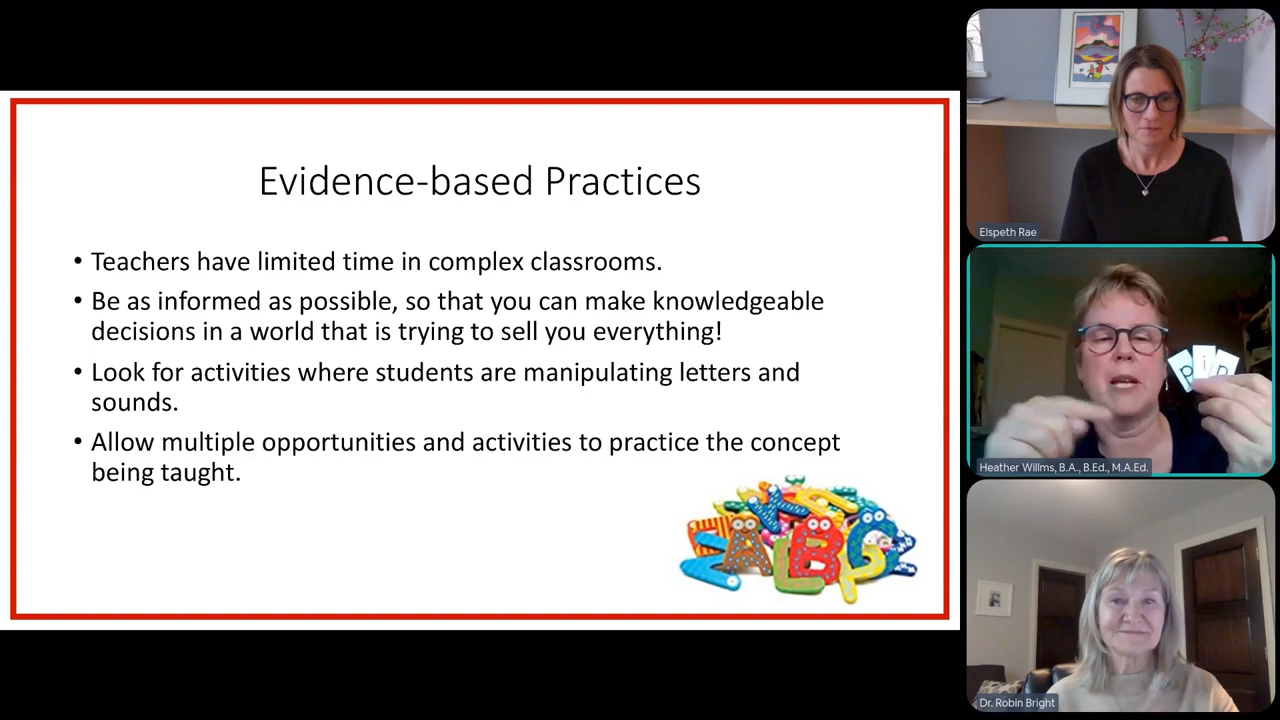 Evidence-based Practices
• Teachers have limited time in complex classrooms.
• Be as informed as possible, so that you can make knowledgeable
decisions in a world that is trying to sell you everything!
• Look for activities where students are manipulating letters and
sounds.
• Allow multiple opportunities and activities to practice the concept
being taught.
Elspeth Rae
Heather Willms, B.A., B.Ed., M.A.Ed.
Dr. Robin Bright